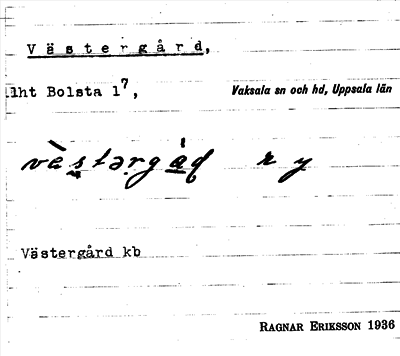 Västergård,
lht Bolsta 1⁷, Vaksala sn och hd, Uppsala län
Västergård kb
RAGNAR ERIKSSON 1936